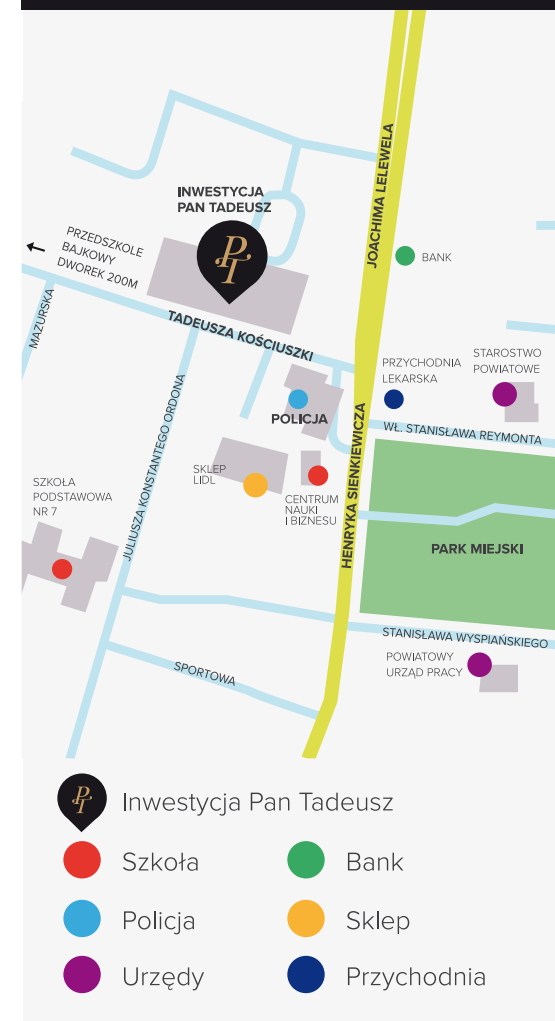 JOACHIMA LELEWELA
INWESTYCJA
PAN TADEUSZ
PT
PRZEDSZKOLE
BAJKOWY
DWOREK 200M
BANK
MAZURSKA
TADEUSZA KOŚCIUSZKI
STAROSTWO
POWIATOWE
PRZYCHODNIA
LEKARSKA
POLICJA
WŁ. STANISŁAWA REYMONTA
JULIUSZA KONSTANTEGO ORDONA
HENRYKA SIENKIEWICZA
SKLEP
LIDL
SZKOŁA
PODSTAWOWA
NR 7
CENTRUM
NAUKI
I BIZNESU
PARK MIEJSKI
STANISŁAWA WYSPIAŃSKIEGO
POWIATOWY
URZĄD PRACY
SPORTOWA
PT
Inwestycja Pan Tadeusz
Szkoła
Bank
Policja
Sklep
Urzędy
Przychodnia